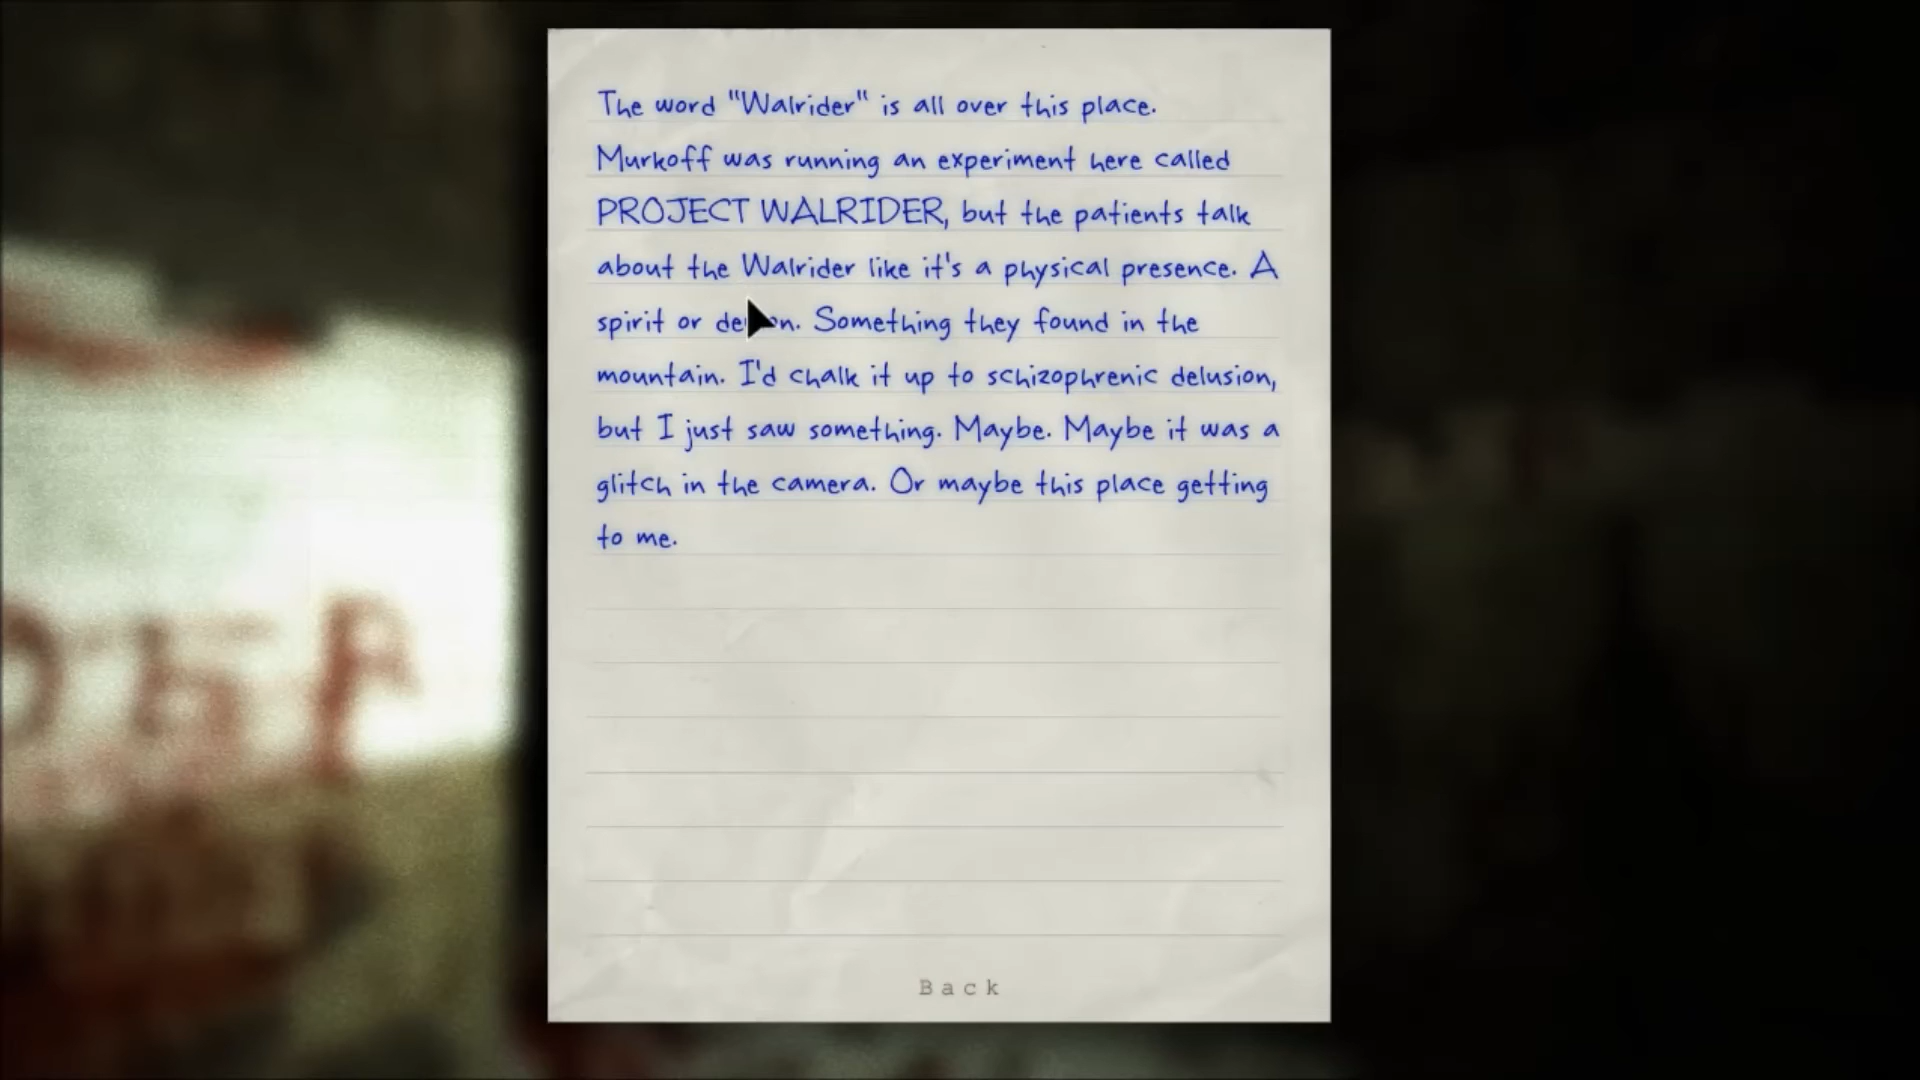 The word "Walrider" is all over this place.
Murkoff was running an experiment here called
PROJECT WALRIDER, but the patients talk
about the Walrider like it's a physical presence. A
spirit or demon. Something they found in the
mountain. I'd chalk it up to schizophrenic delusion,
but I just saw something. Maybe. Maybe it was a
glitch in the camera. Or maybe this place getting
to me.
Back